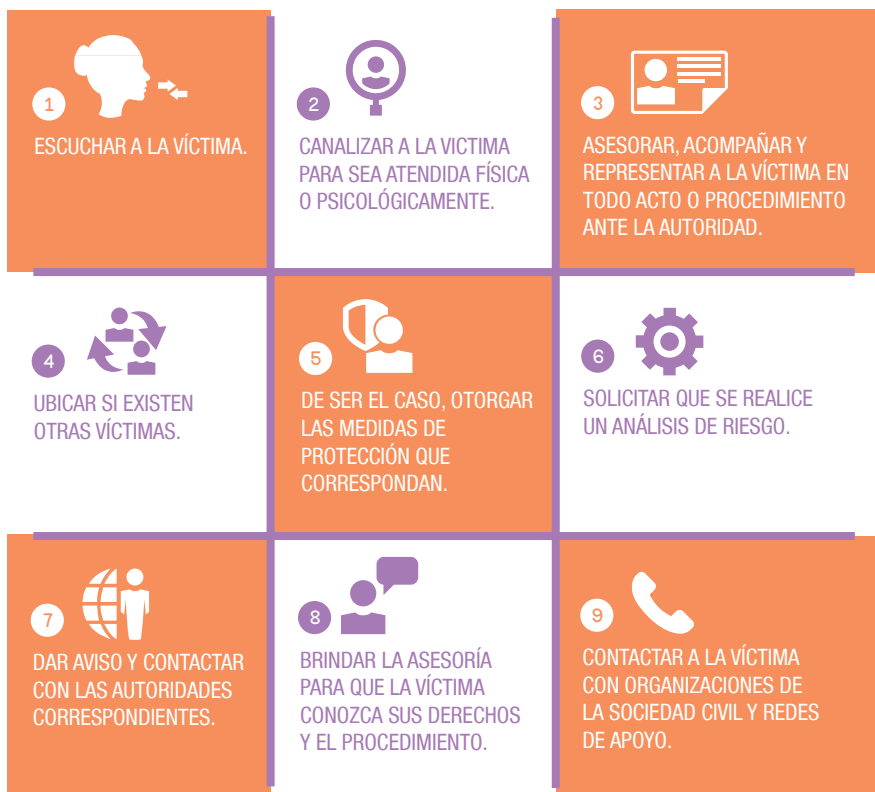 1
ESCUCHAR A LA VÍCTIMA.
2
CANALIZAR A LA VICTIMA
PARA SEA ATENDIDA FÍSICA
O PSICOLÓGICAMENTE.
3
ASESORAR, ACOMPAÑAR Y
REPRESENTAR A LA VÍCTIMA EN
TODO ACTO O PROCEDIMIENTO
ANTE LA AUTORIDAD.
4
UBICAR SI EXISTEN
OTRAS VÍCTIMAS.
5
DE SER EL CASO, OTORGAR
LAS MEDIDAS DE
PROTECCIÓN QUE
CORRESPONDAN.
6
SOLICITAR QUE SE REALICE
UN ANÁLISIS DE RIESGO.
7
DAR AVISO Y CONTACTAR
CON LAS AUTORIDADES
CORRESPONDIENTES.
8
BRINDAR LA ASESORÍA
PARA QUE LA VÍCTIMA
CONOZCA SUS DERECHOS
Y EL PROCEDIMIENTO.
9
CONTACTAR A LA VÍCTIMA
CON ORGANIZACIONES DE
LA SOCIEDAD CIVIL Y REDES
DE APOYO.